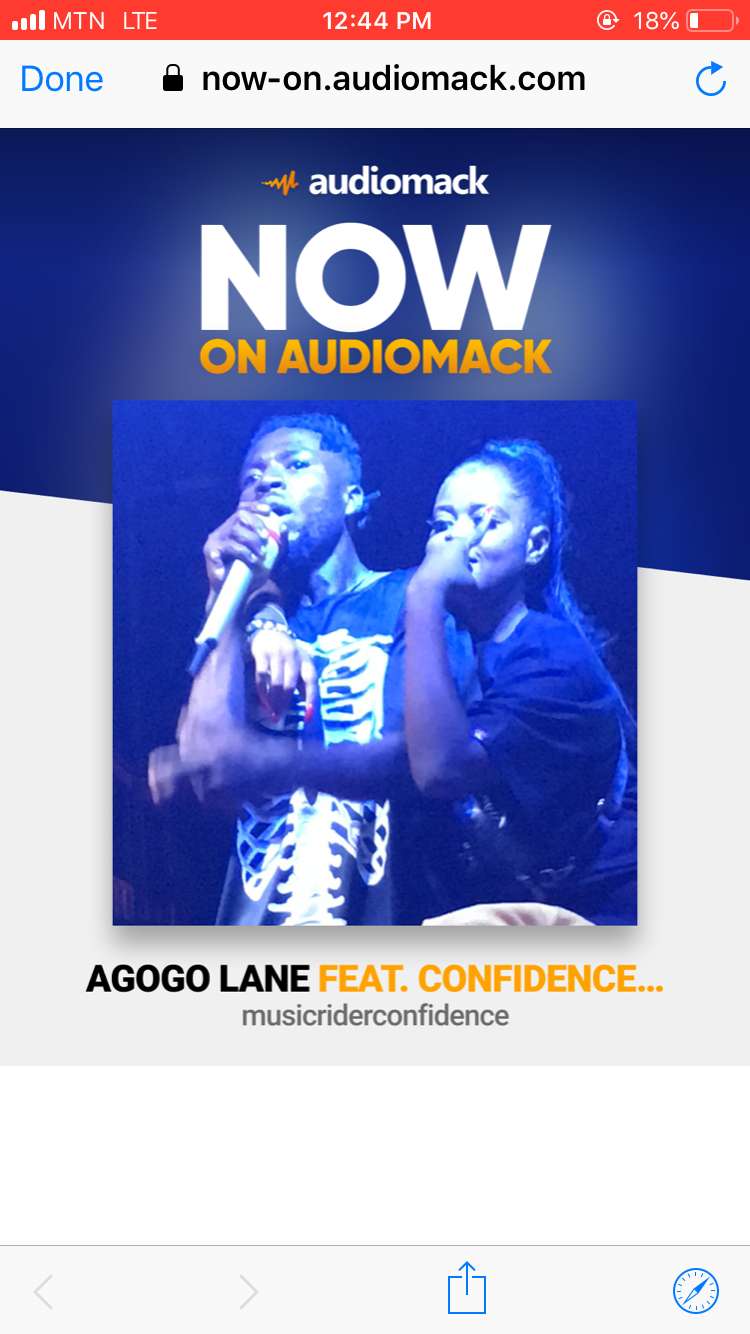 MTN LTE 12:44 PM 18%
Done now-on.audiomack.com
audiomack
NOW
ON AUDIOMACK
AGOGO LANE FEAT. CONFIDENCE...
musicriderconfidence